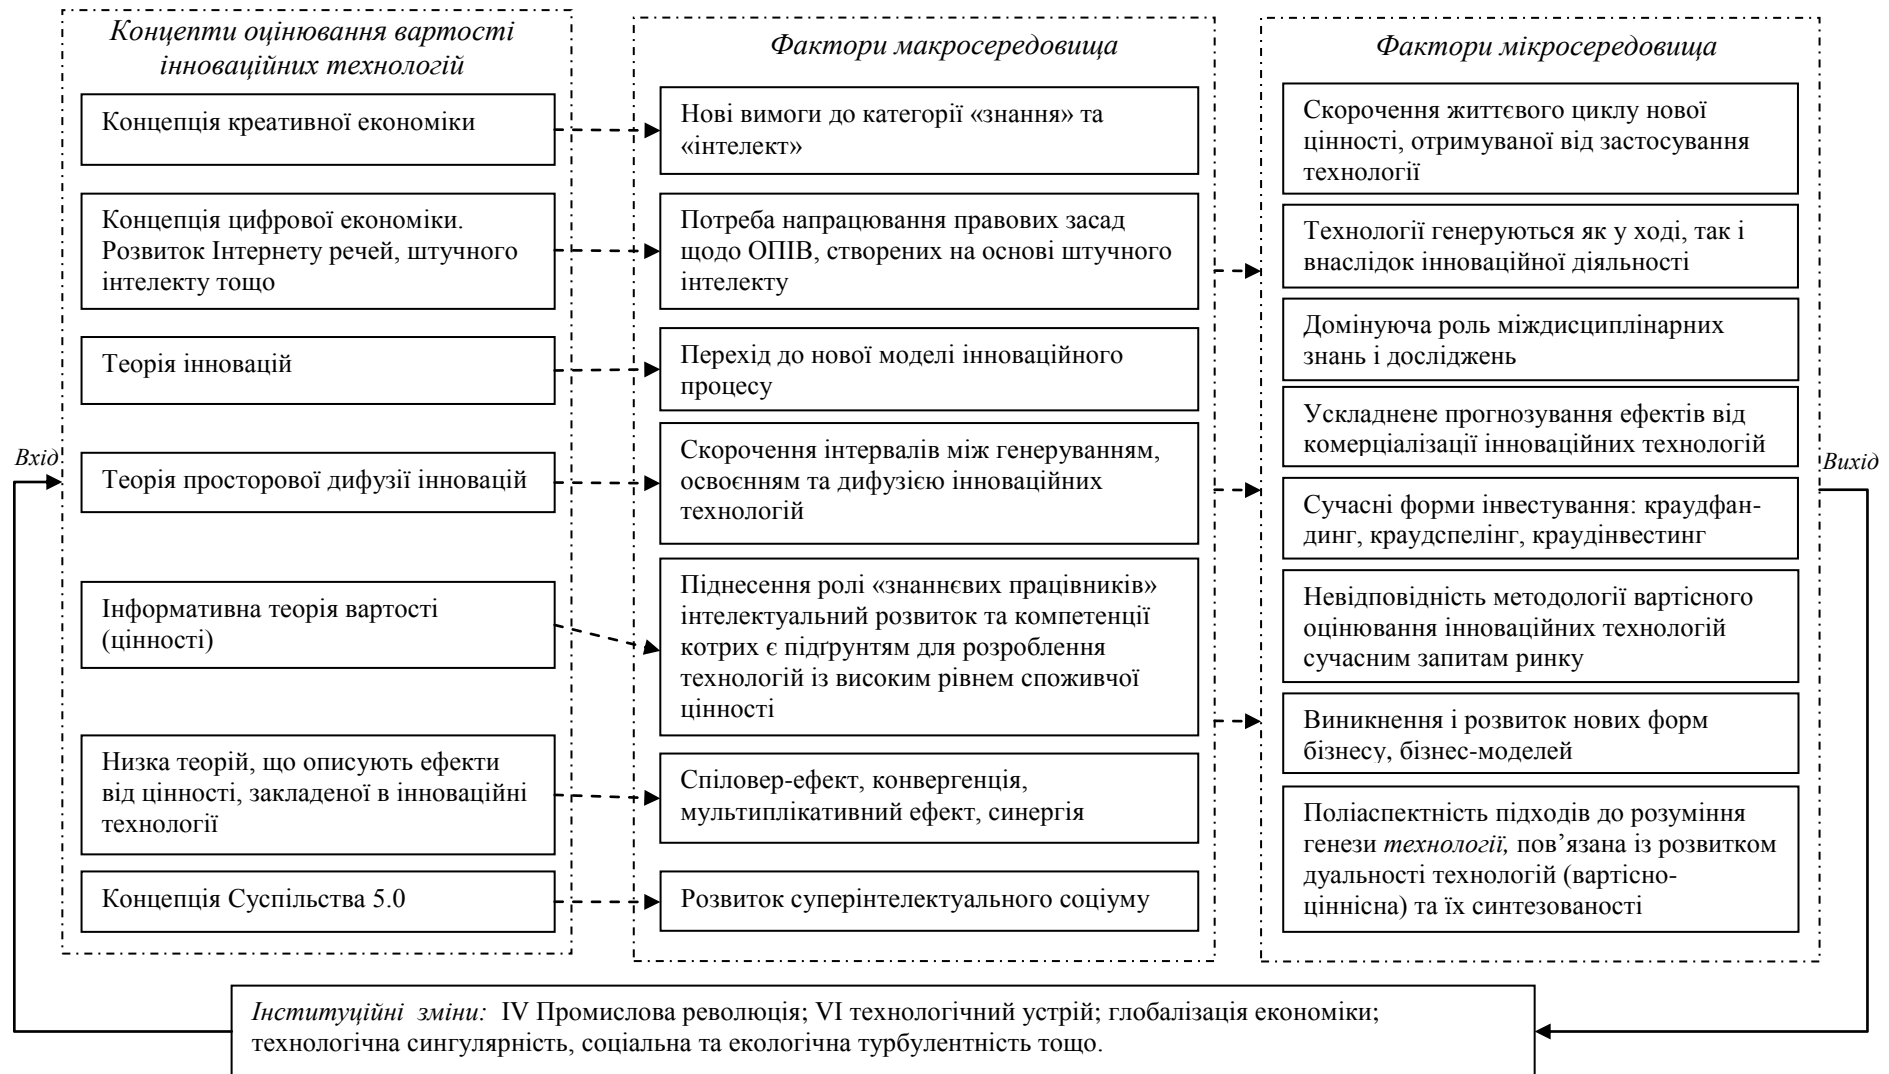 Концепти оцінювання вартості
інноваційних технологій
Концепція креативної економіки
Концепція цифрової економіки.
Розвиток Інтернету речей, штучного
інтелекту тощо
Теорія інновацій
Вхід
Теорія просторової дифузії інновацій
Інформативна теорія вартості
(цінності)
Низка теорій, що описують ефекти
від цінності, закладеної в інноваційні
технології
Концепція Суспільства 5.0
Фактори макросередовища
Нові вимоги до категорії «знання» та
«інтелект»
Потреба напрацювання правових засад
щодо ОПІВ, створених на основі штучного
інтелекту
Перехід до нової моделі інноваційного
процесу
Скорочення інтервалів між генеруванням,
освоєнням та дифузією інноваційних
технологій
Піднесення ролі «знаннєвих працівників»
інтелектуальний розвиток та компетенції
котрих є підґрунтям для розроблення
технологій із високим рівнем споживчої
цінності
Спіловер-ефект, конвергенція,
мультиплікативний ефект, синергія
Розвиток суперінтелектуального соціуму
Фактори мікросередовища
Скорочення життєвого циклу нової
цінності, отримуваної від застосування
технології
Технології генеруються як у ході, так і
внаслідок інноваційної діяльності
Домінуюча роль міждисциплінарних
знань і досліджень
Ускладнене прогнозування ефектів від
комерціалізації інноваційних технологій
Вихід
Сучасні форми інвестування: краудфан-
динг, краудспелінг, краудінвестинг
Невідповідність методології вартісного
оцінювання інноваційних технологій
сучасним запитам ринку
Виникнення і розвиток нових форм
бізнесу, бізнес-моделей
Поліаспектність підходів до розуміння
генези технології, пов’язана із розвитком
дуальності технологій (вартісно-
ціннісна) та їх синтезованості
Інституційні зміни: IV Промислова революція; VI технологічний устрій; глобалізація економіки;
технологічна сингулярність, соціальна та екологічна турбулентність тощо.